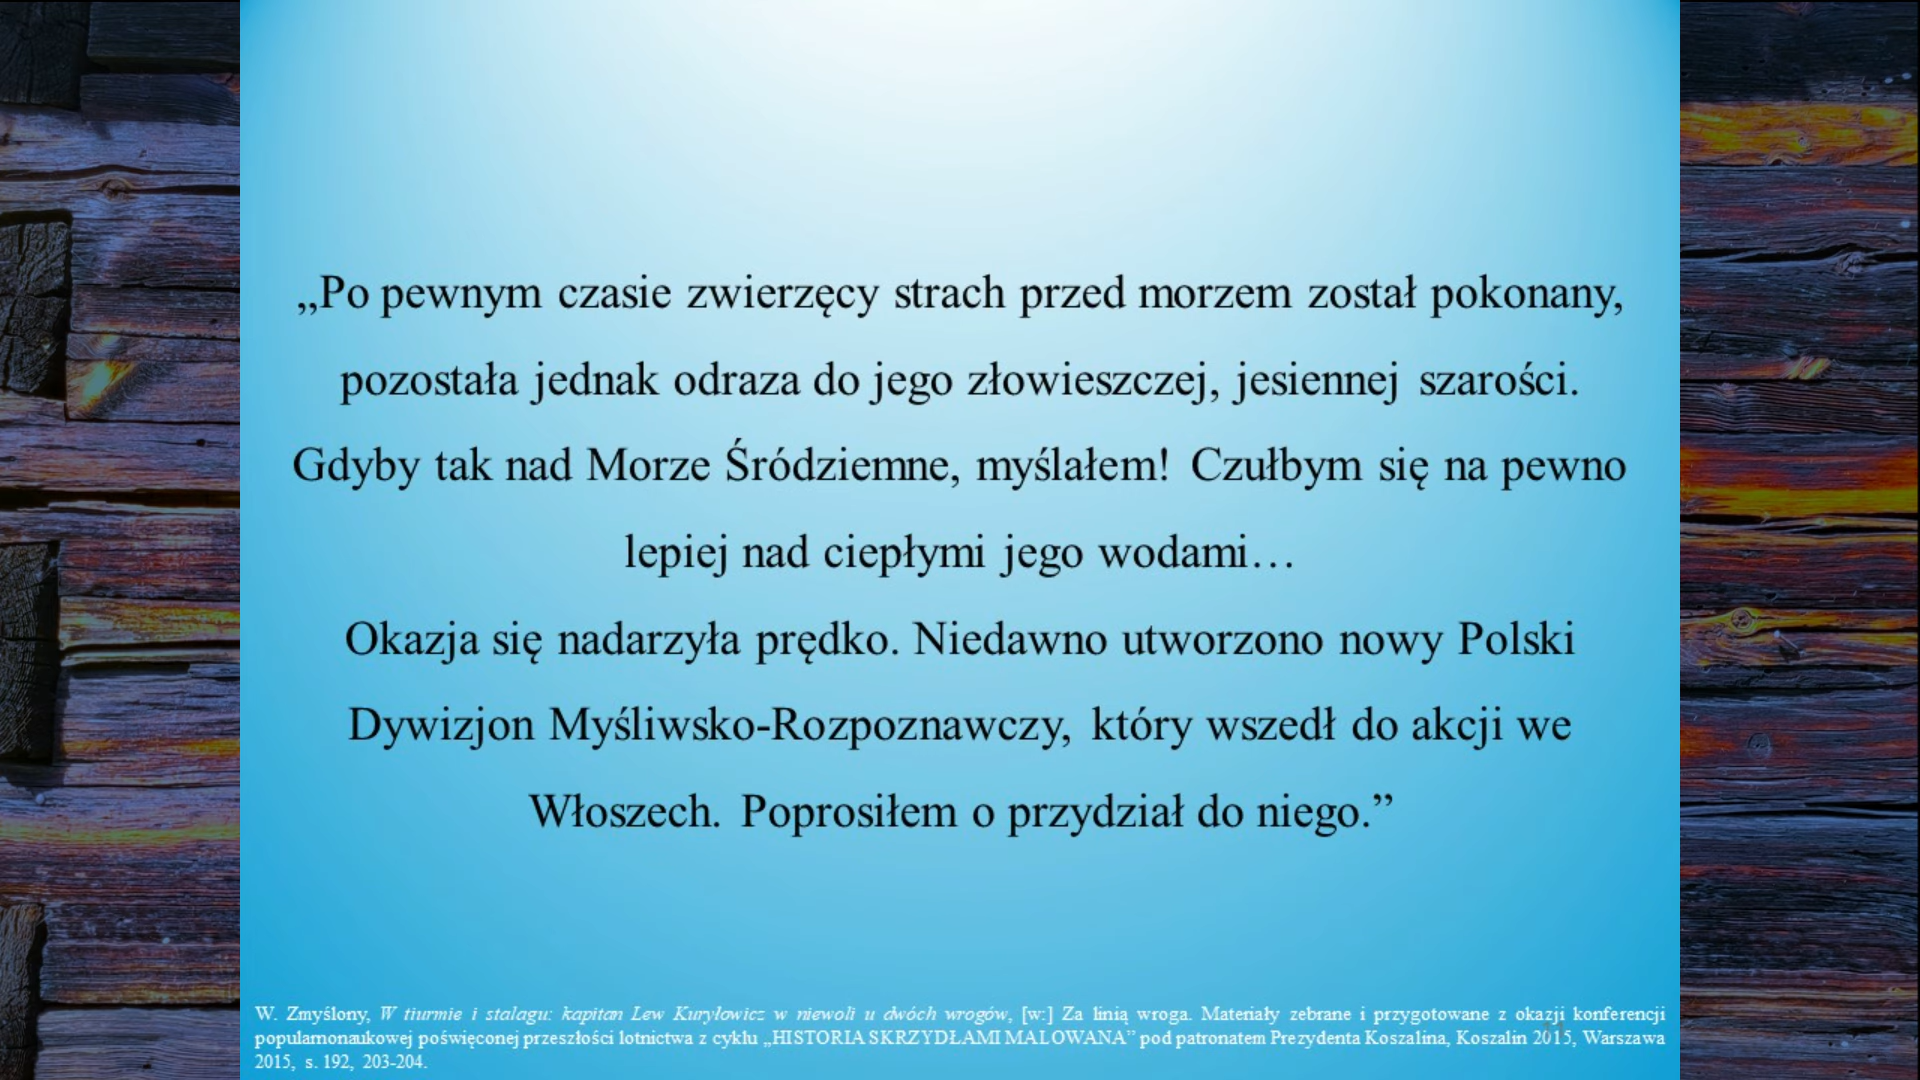 „Po pewnym czasie zwierzęcy strach przed morzem został pokonany,
pozostała jednak odraza do jego złowieszczej, jesiennej szarości.
Gdyby tak nad Morze Śródziemne, myślałem! Czułbym się na pewno
lepiej nad ciepłymi jego wodami…
Okazja się nadarzyła prędko. Niedawno utworzono nowy Polski
Dywizjon Myśliwsko-Rozpoznawczy, który wszedł do akcji we
Włoszech. Poprosiłem o przydział do niego.”
W. Zmyślony, W tiurmie i stalagu: kapitan Lew Kuryłowicz w niewoli u dwóch wrogów, [w:] Za linią wroga. Materiały zebrane i przygotowane z okazji konferencji
popularnonaukowej poświęconej przeszłości lotnictwa z cyklu „HISTORIA SKRZYDŁAMI MALOWANA” pod patronatem Prezydenta Koszalina, Koszalin 2015, Warszawa
2015, s. 192, 203-204.